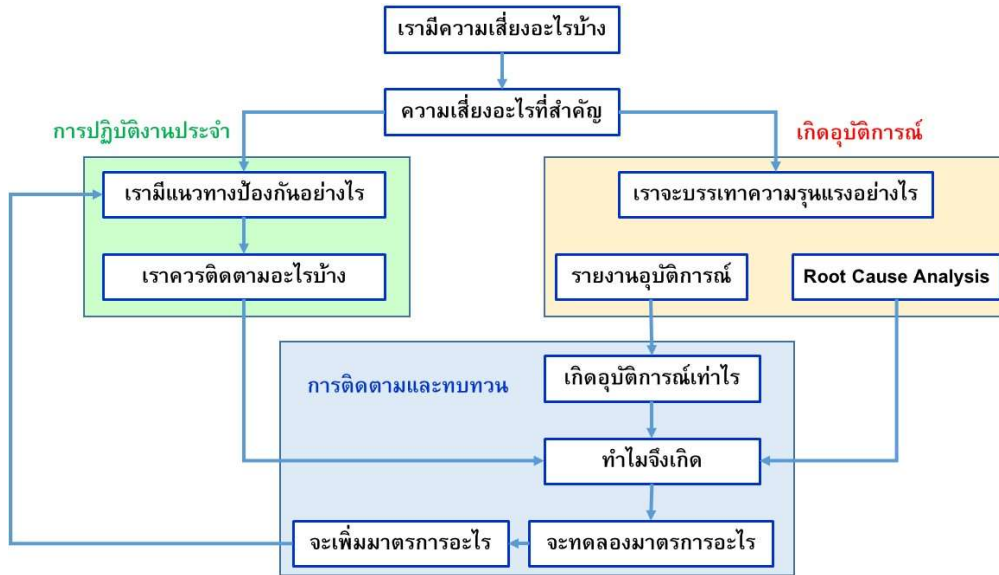 เรามีความเสี่ยงอะไรบ้าง
ความเสี่ยงอะไรที่สำคัญ
การปฏิบัติงานประจำ
เกิดอุบัติการณ์
เรามีแนวทางป้องกันอย่างไร
เราจะบรรเทาความรุนแรงอย่างไร
เราควรติดตามอะไรบ้าง
รายงานอุบัติการณ์
Root Cause Analysis
การติดตามและทบทวน
เกิดอุบัติการณ์เท่าไร
ทำไมจึงเกิด
จะเพิ่มมาตรการอะไร
จะทดลองมาตรการอะไร